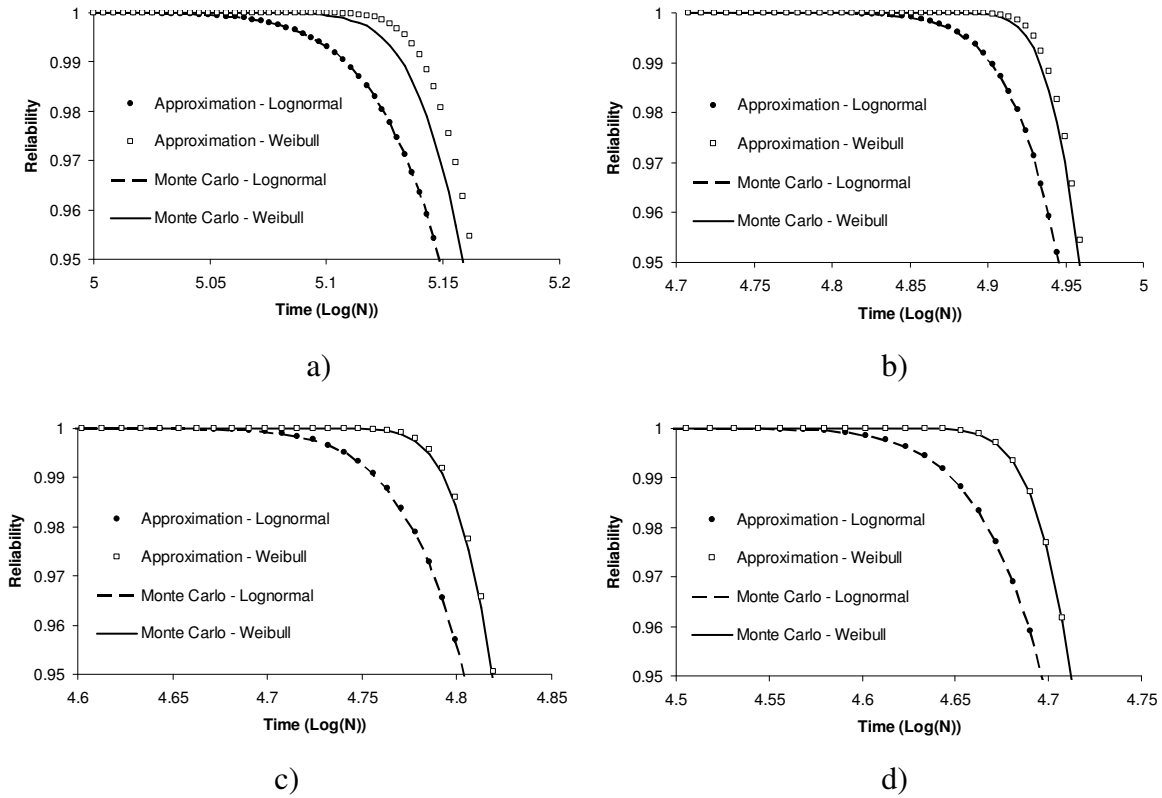 1
0.99
0.98
0.97
0.96
0.95
Reliability
Approximation - Lognormal
Approximation - Weibull
Monte Carlo - Lognormal
Monte Carlo - Weibull
5 5.05 5.1 5.15 5.2
Time (Log(N))
a)
1
0.99
0.98
0.97
0.96
0.95
Reliability
Approximation - Lognormal
Approximation - Weibull
Monte Carlo - Lognormal
Monte Carlo - Weibull
4.7 4.75 4.8 4.85 4.9 4.95 5
Time (Log(N))
b)
1
0.99
0.98
0.97
0.96
0.95
Reliability
Approximation - Lognormal
Approximation - Weibull
Monte Carlo - Lognormal
Monte Carlo - Weibull
4.6 4.65 4.7 4.75 4.8 4.85
Time (Log(N))
c)
1
0.99
0.98
0.97
0.96
0.95
Reliability
Approximation - Lognormal
Approximation - Weibull
Monte Carlo - Lognormal
Monte Carlo - Weibull
4.5 4.55 4.6 4.65 4.7 4.75
Time (Log(N))
d)